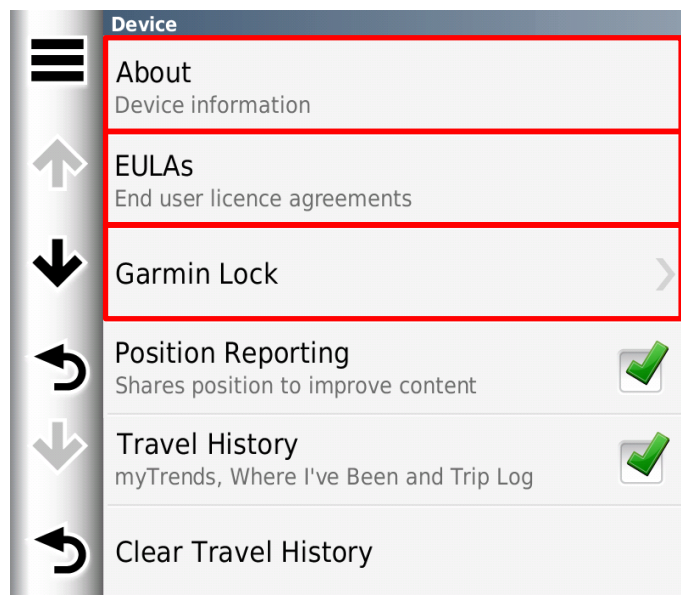 Device
About
Device information
EULAs
End user licence agreements
Garmin Lock
Position Reporting
Shares position to improve content
Travel History
myTrends, Where I've Been and Trip Log
Clear Travel History